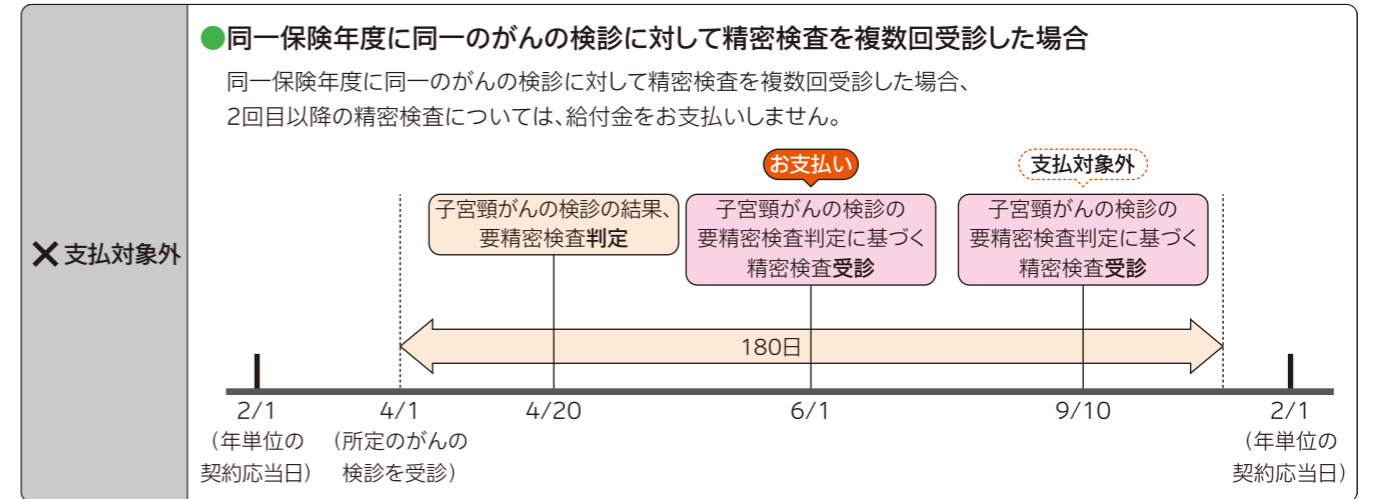 ●同一保険年度に同一のがんの検診に対して精密検査を複数回受診した場合
同一保険年度に同一のがんの検診に対して精密検査を複数回受診した場合、
2回目以降の精密検査については、給付金をお支払いしません。
✕支払対象外
お支払い
支払対象外
子宮頸がんの検診の結果、
要精密検査判定
子宮頸がんの検診の
要精密検査判定に基づく
精密検査受診
子宮頸がんの検診の
要精密検査判定に基づく
精密検査受診
180日
2/1
(年単位の
契約応当日)
4/1
(所定のがんの
検診を受診)
4/20
6/1
9/10
2/1
(年単位の
契約応当日)